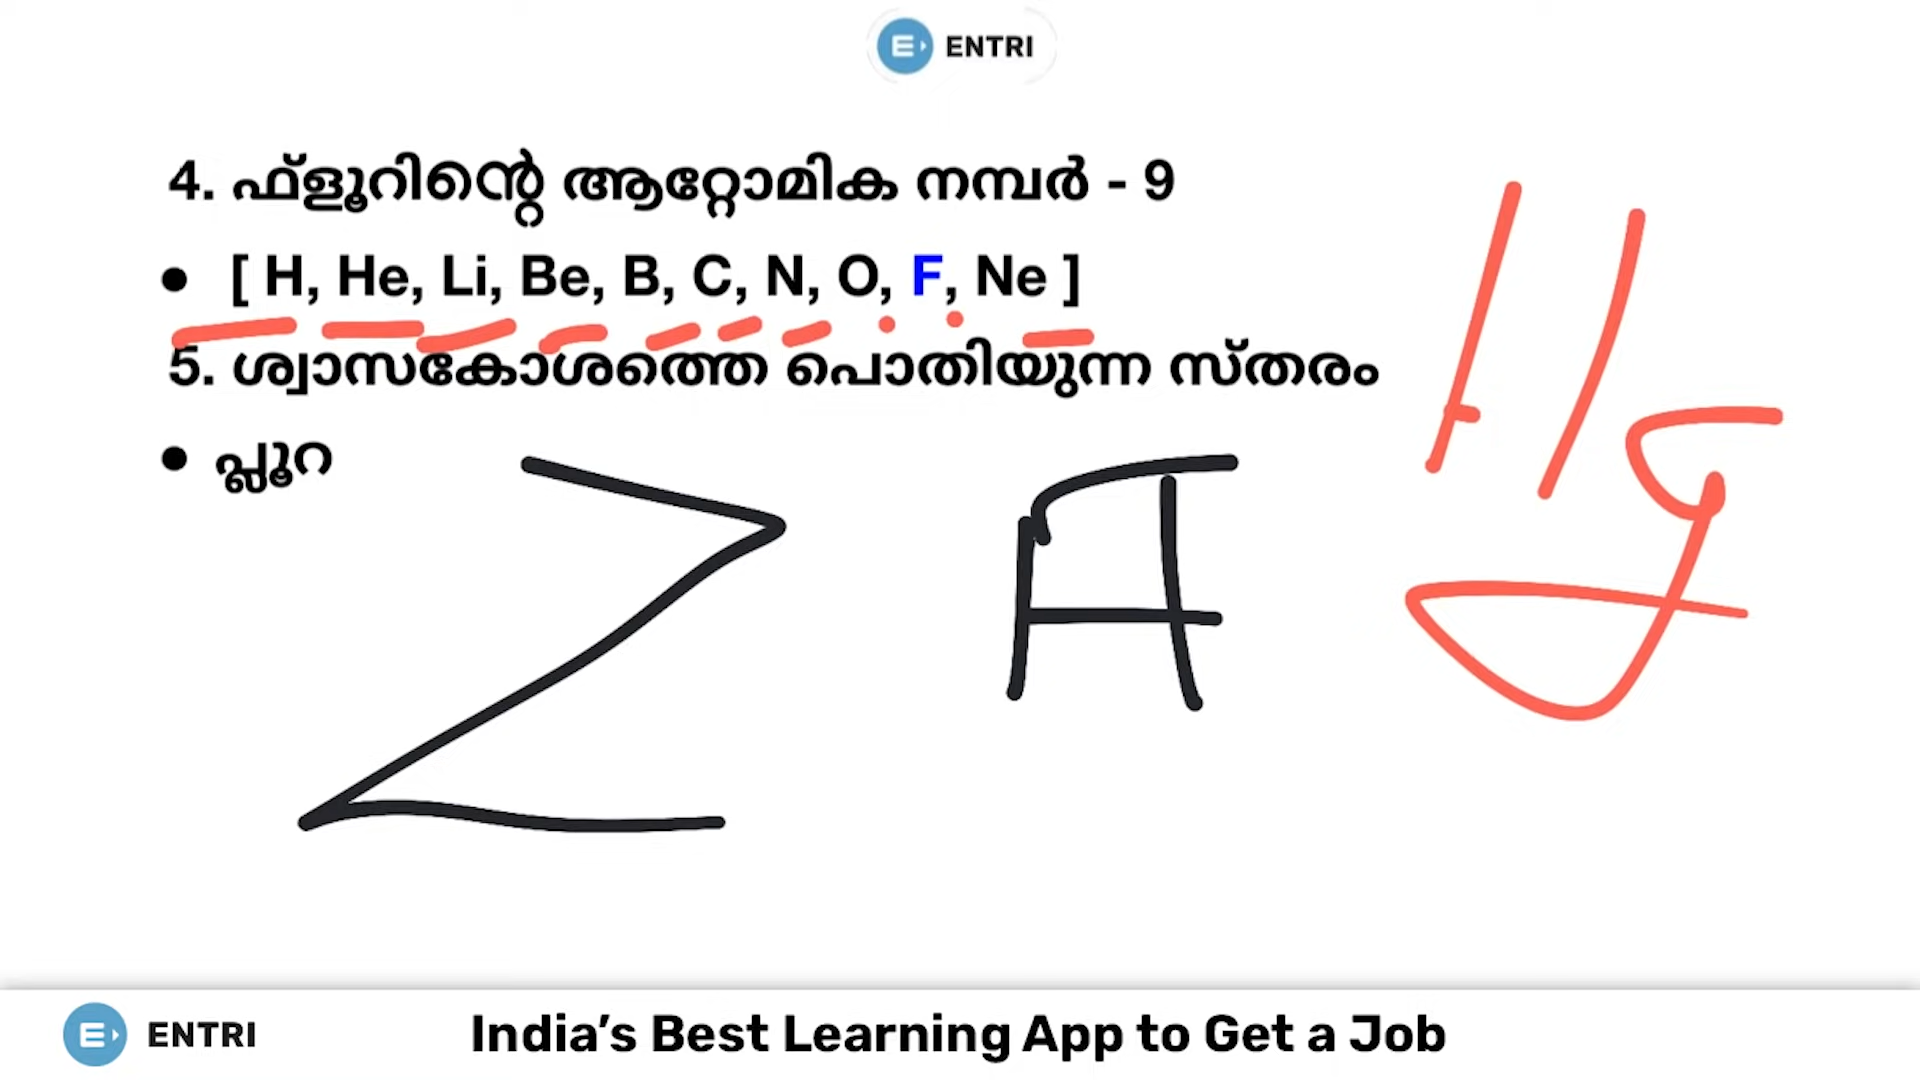 ENTRI
4. ഫ്ളൂറിന്റെ ആറ്റോമിക നമ്പർ - 9
● [ H, He, Li, Be, B, C, N, O, F, Ne ]
5. ശ്വാസകോശത്തെ പൊതിയുന്ന സ്തരം
● പ്ലൂറ
Z A Hg
ENTRI India's Best Learning App to Get a Job